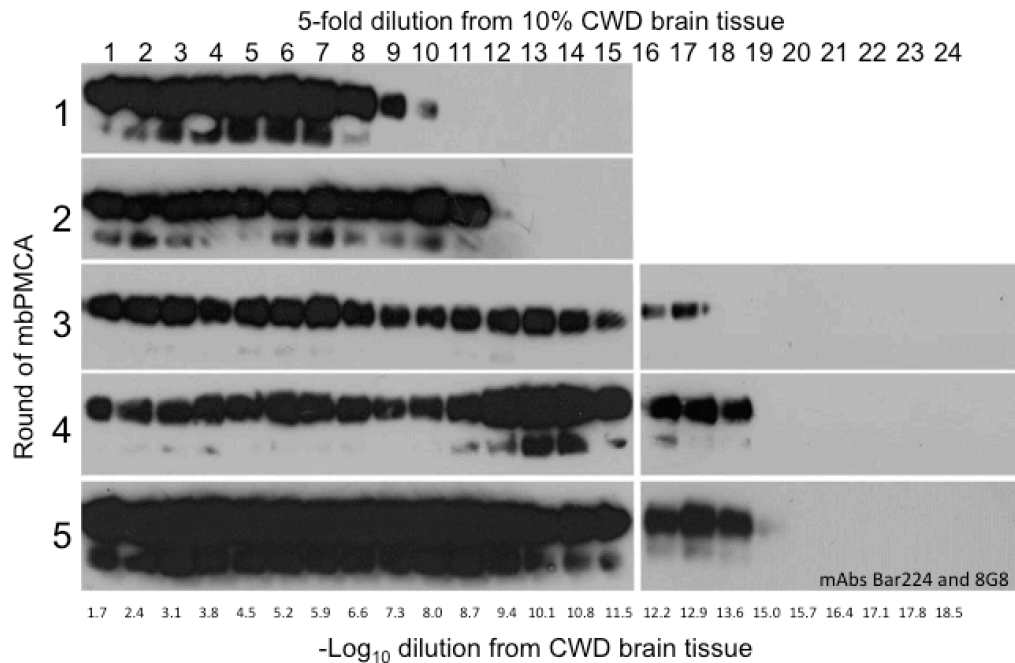 5-fold dilution from 10% CWD brain tissue
1 2 3 4 5 6 7 8 9 10 11 12 13 14 15 16 17 18 19 20 21 22 23 24
Round of mbPMCA
1
2
3
4
5
mAbs Bar224 and 8G8
1.7 2.4 3.1 3.8 4.5 5.2 5.9 6.6 7.3 8.0 8.7 9.4 10.1 10.8 11.5 12.2 12.9 13.6 15.0 15.7 16.4 17.1 17.8 18.5
-Log10 dilution from CWD brain tissue